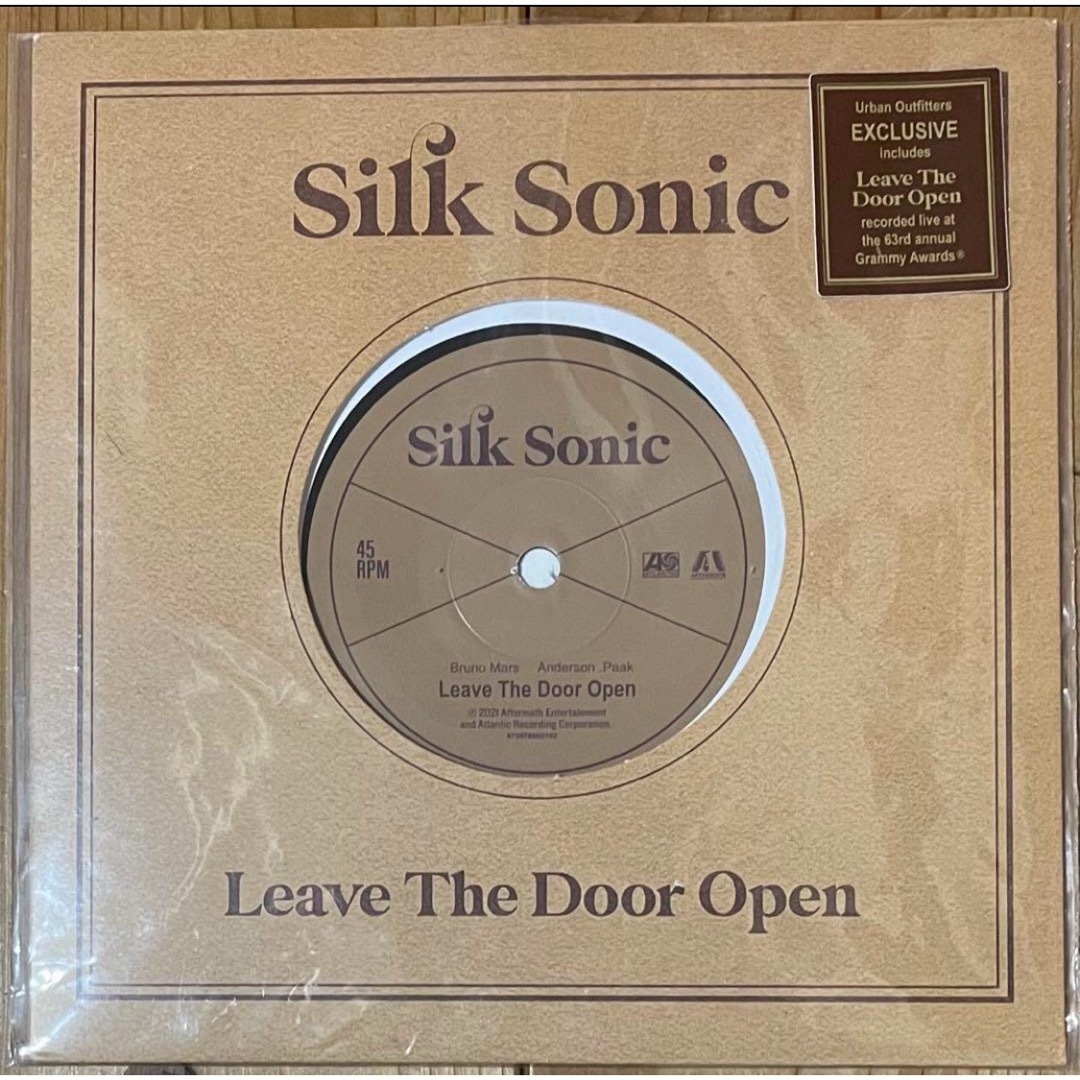 Silk Sonic
Urban Outfitters
EXCLUSIVE
includes
Leave The
Door Open
recorded live at
the 63rd annual
Grammy Awards®
Silk Sonic
45
RPM
ATLANTIC
AFTERMATH
Bruno Mars Anderson .Paak
Leave The Door Open
℗ 2021 Aftermath Entertainment
and Atlantic Recording Corporation.
Leave The Door Open